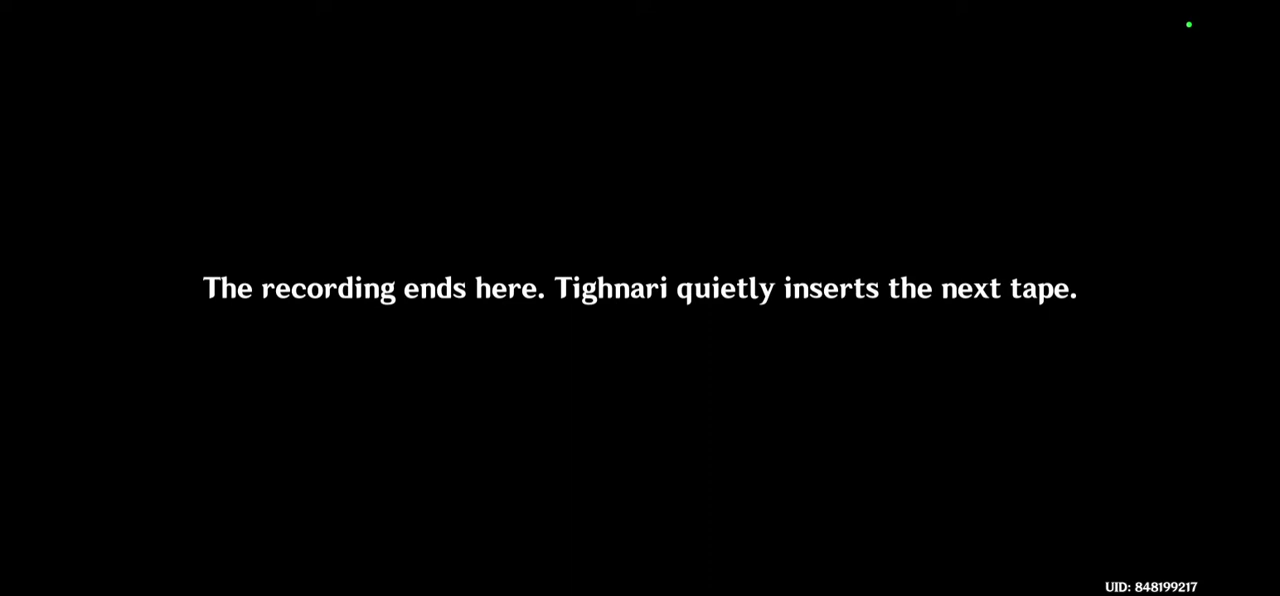 The recording ends here. Tighnari quietly inserts the next tape.
UID: 848199217